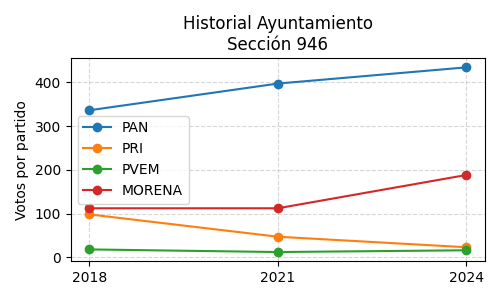 Historial Ayuntamiento
Sección 946
Votos por partido
400
300
200
100
0
PAN
PRI
PVEM
MORENA
2018
2021
2024